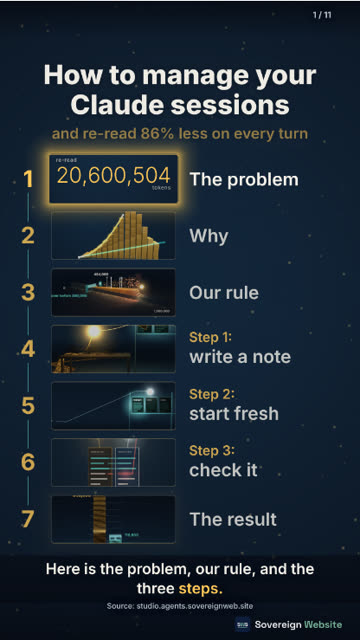 1 / 11
How to manage your
Claude sessions
and re-read 86% less on every turn
re-read
20,600,504
tokens
1
The problem
2
Why
3
Our rule
1,000,000
4
Step 1:
write a note
5
Step 2:
start fresh
6
Step 3:
check it
7
The result
Here is the problem, our rule, and the
three steps.
Source: studio.agents.sovereignweb.site
Sovereign Website